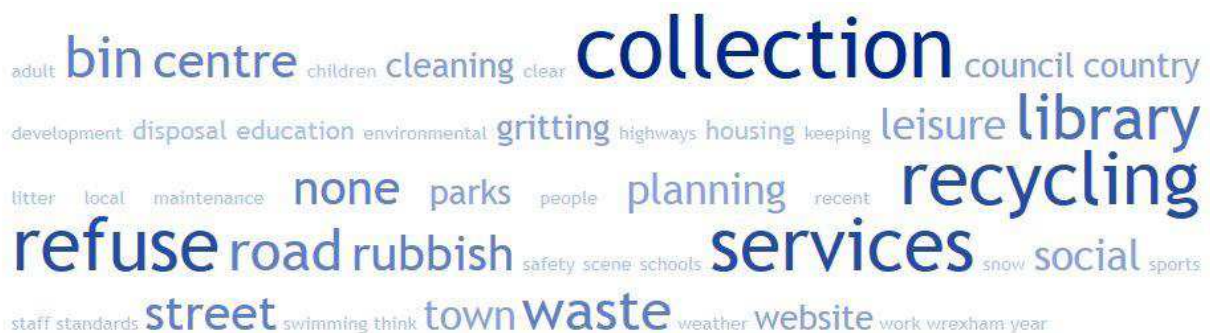 adult bin centre children cleaning clear collection council country
development disposal education environmental gritting highways housing keeping leisure library
litter local maintenance none parks people planning recent recycling
refuse road rubbish safety scene schools services snow social sports
staff standards street swimming think town waste weather website work wrexham year